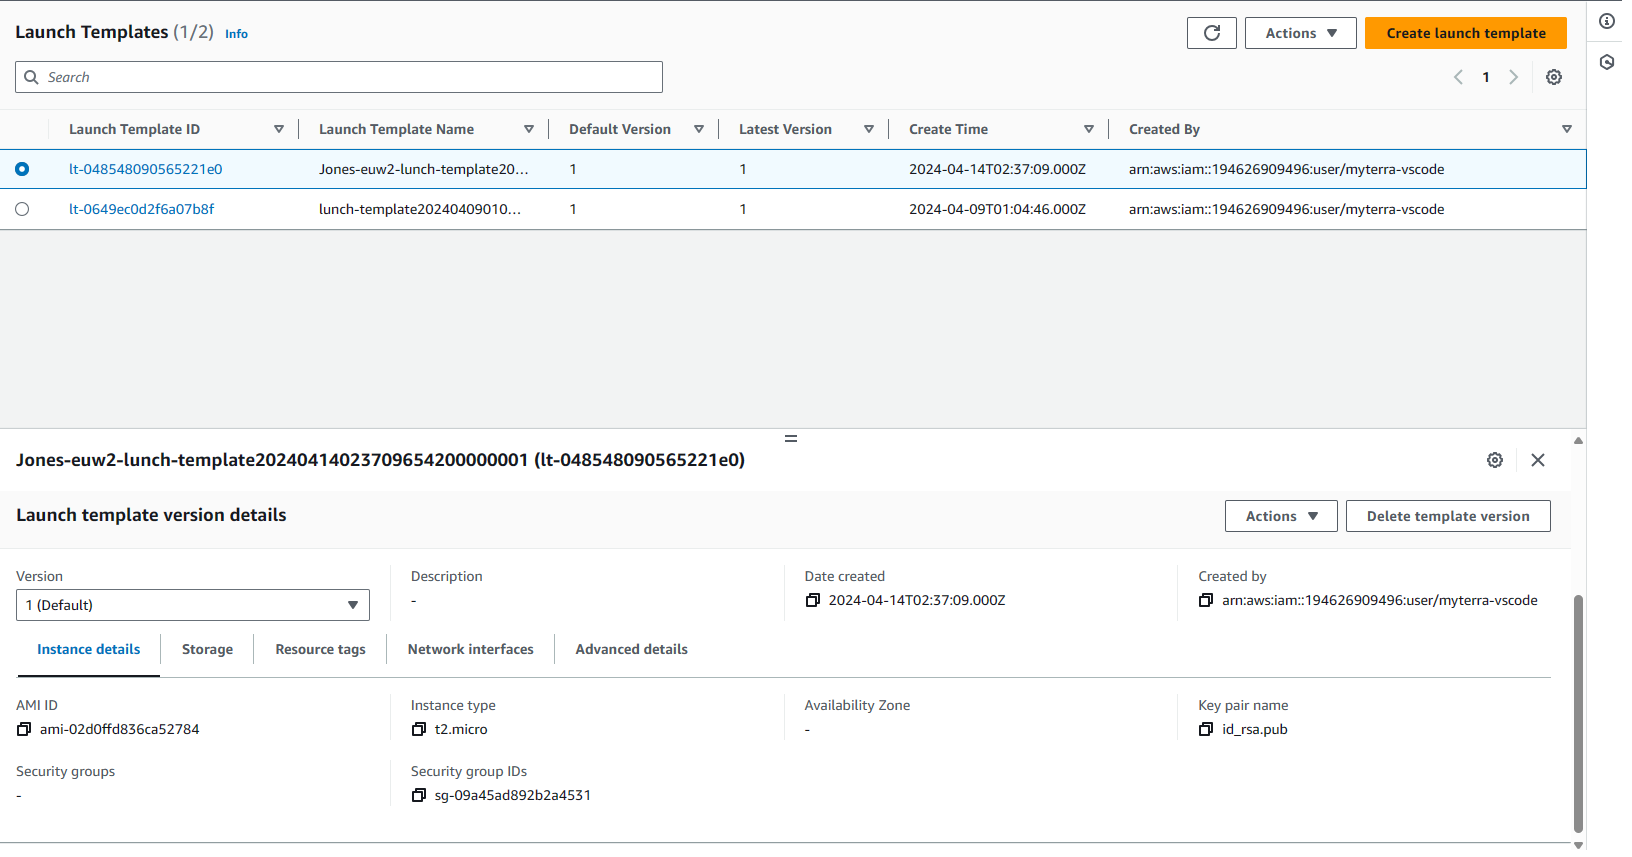 Launch Templates (1/2) Info
Actions
Create launch template
Search
1
Launch Template ID Launch Template Name Default Version Latest Version Create Time Created By
lt-048548090565221e0 Jones-euw2-lunch-template20... 1 1 2024-04-14T02:37:09.000Z arn:aws:iam::194626909496:user/myterra-vscode
lt-0649ec0d2f6a07b8f lunch-template20240409010... 1 1 2024-04-09T01:04:46.000Z arn:aws:iam::194626909496:user/myterra-vscode
Jones-euw2-lunch-template20240414023709654200000001 (lt-048548090565221e0)
Launch template version details
Actions
Delete template version
Version Description Date created Created by
1 (Default) - 2024-04-14T02:37:09.000Z arn:aws:iam::194626909496:user/myterra-vscode
Instance details Storage Resource tags Network interfaces Advanced details
AMI ID Instance type Availability Zone Key pair name
ami-02d0ffd836ca52784 t2.micro - id_rsa.pub
Security groups Security group IDs
- sg-09a45ad892b2a4531